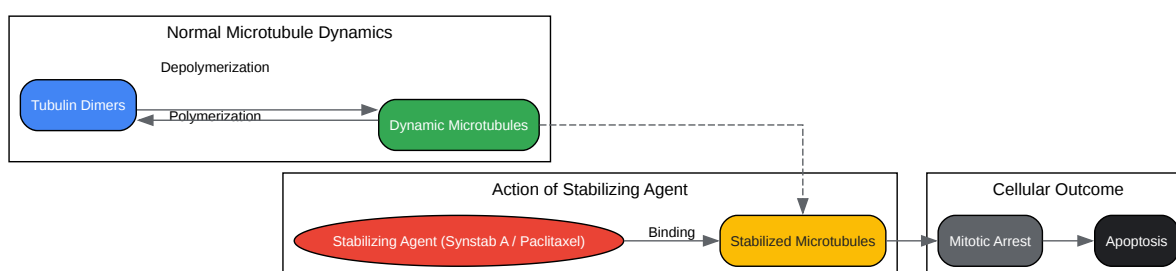 Normal Microtubule Dynamics
Depolymerization
Tubulin Dimers
Polymerization
Dynamic Microtubules
Action of Stabilizing Agent
Stabilizing Agent (Synstab A / Paclitaxel)
Binding
Stabilized Microtubules
Cellular Outcome
Mitotic Arrest
Apoptosis